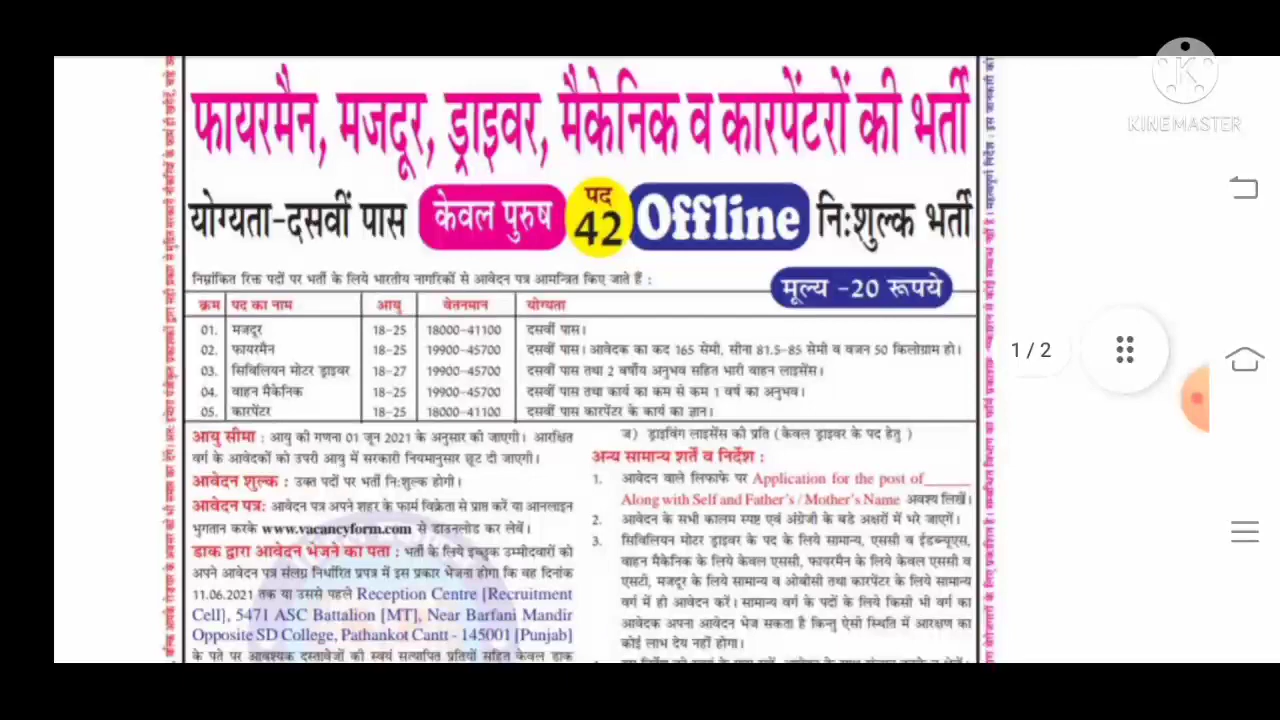 फायरमैन, मजदूर, ड्राइवर, मैकेनिक व कारपेंटरों की भर्ती
योग्यता-दसवीं पास केवल पुरुष पद 42 Offline नि:शुल्क भर्ती
निम्नांकित रिक्त पदों पर भर्ती के लिये भारतीय नागरिकों से आवेदन पत्र आमन्त्रित किए जाते हैं :
मूल्य -20 रूपये
क्रम पद का नाम आयु वेतनमान योग्यता
01. मजदूर 18-25 18000-41100 दसवीं पास।
02. फायरमैन 18-25 19900-45700 दसवीं पास। आवेदक का कद 165 सेमी, सीना 81.5-85 सेमी व वजन 50 किलोग्राम हो।
03. सिविलियन मोटर ड्राइवर 18-27 19900-45700 दसवीं पास तथा 2 वर्षीय अनुभव सहित भारी वाहन लाइसेंस।
04. वाहन मैकेनिक 18-25 19900-45700 दसवीं पास तथा कार्य का कम से कम 1 वर्ष का अनुभव।
05. कारपेंटर 18-25 18000-41100 दसवीं पास कारपेंटर के कार्य का ज्ञान।
आयु सीमा : आयु की गणना 01 जून 2021 के अनुसार की जाएगी। आरक्षित
वर्ग के आवेदकों को उपरी आयु में सरकारी नियमानुसार छूट दी जाएगी।
आवेदन शुल्क : उक्त पदों पर भर्ती नि:शुल्क होगी।
आवेदन पत्र: आवेदन पत्र अपने शहर के फार्म विक्रेता से प्राप्त करें या आनलाइन
भुगतान करके www.vacancyform.com से डाउनलोड कर लेवें।
डाक द्वारा आवेदन भेजने का पता : भर्ती के लिये इच्छुक उम्मीदवारों को
अपने आवेदन पत्र संलग्न निर्धारित प्रपत्र में इस प्रकार भेजना होगा कि वह दिनांक
11.06.2021 तक या उससे पहले Reception Centre [Recruitment
Cell], 5471 ASC Battalion [MT], Near Barfani Mandir
Opposite SD College, Pathankot Cantt - 145001 [Punjab]
के पते पर आवश्यक दस्तावेजों की स्वयं सत्यापित प्रतियों सहित केवल डाक
ज) ड्राइविंग लाइसेंस की प्रति (केवल ड्राइवर के पद हेतु )
अन्य सामान्य शर्ते व निर्देश :
1. आवेदन वाले लिफाफे पर Application for the post of______
Along with Self and Father's / Mother's Name अवश्य लिखें।
2. आवेदन के सभी कालम स्पष्ट एवं अंग्रेजी के बडे अक्षरों में भरे जाएगें।
3. सिविलियन मोटर ड्राइवर के पद के लिये सामान्य, एससी व ईडब्ल्यूएस,
वाहन मैकेनिक के लिये केवल एससी, फायरमैन के लिये केवल एससी व
एसटी, मजदूर के लिये सामान्य व ओबीसी तथा कारपेंटर के लिये सामान्य
वर्ग में ही आवेदन करें। सामान्य वर्ग के पदों के लिये किसी भी वर्ग का
आवेदक अपना आवेदन भेज सकता है किन्तु ऐसी स्थिति में आरक्षण का
कोई लाभ देय नहीं होगा।
1 / 2
KINEMASTER